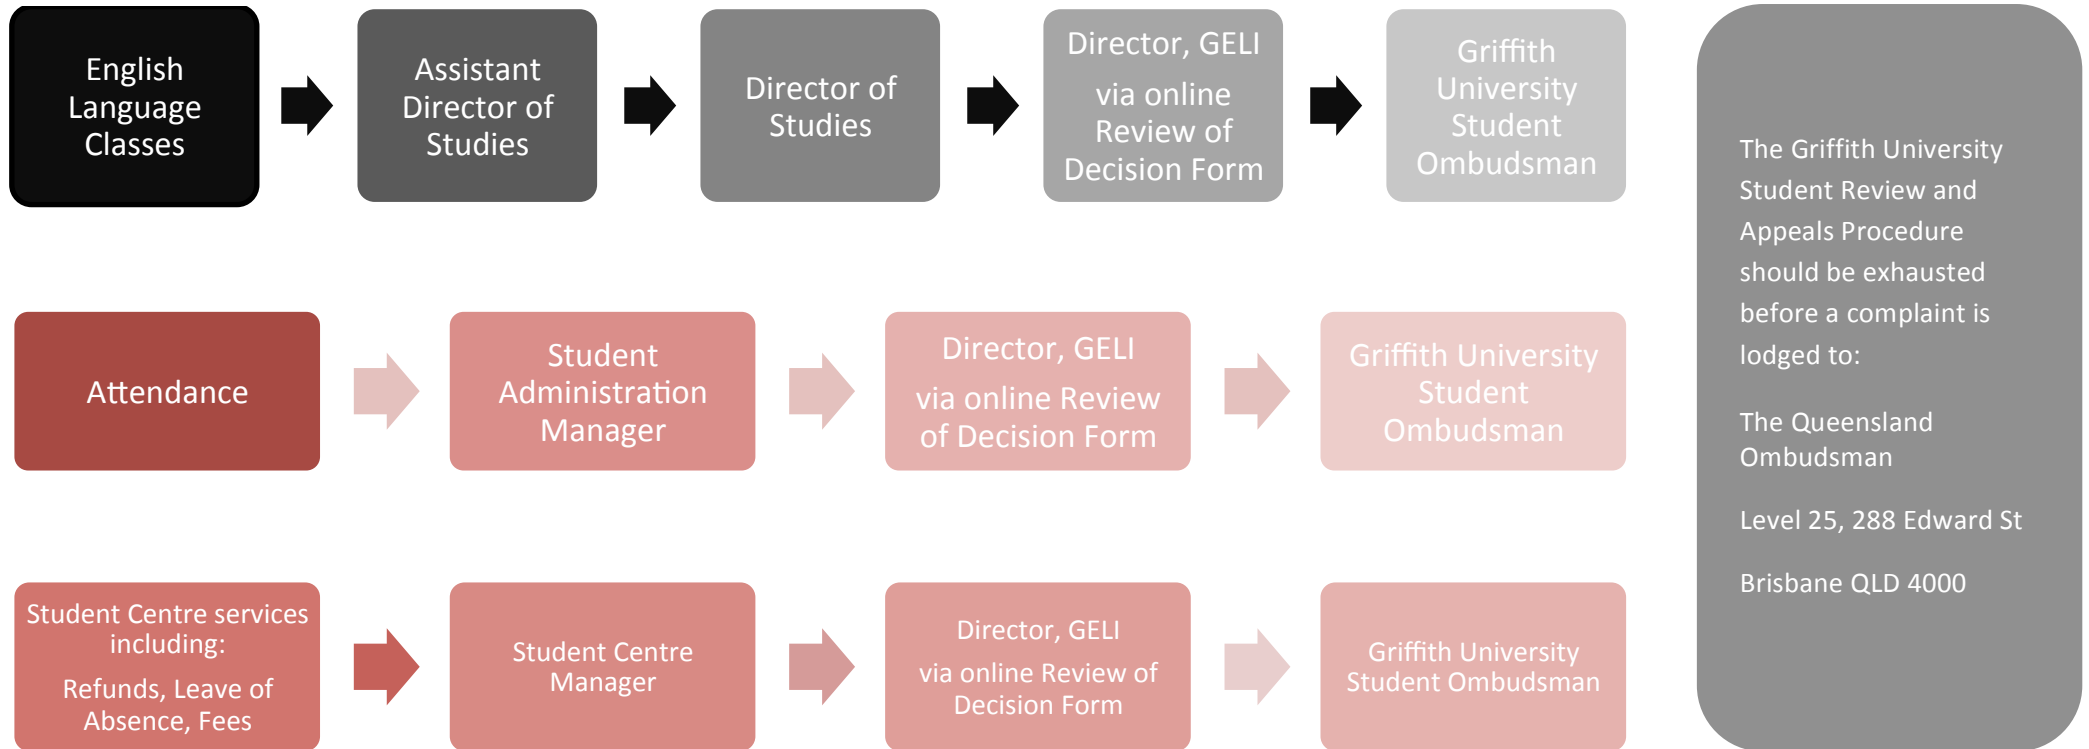 English
Language
Classes
Assistant
Director of
Studies
Director of
Studies
Director, GELI
via online
Review of
Decision Form
Griffith
University
Student
Ombudsman
Attendance
Student
Administration
Manager
Director, GELI
via online Review
of Decision Form
Griffith University
Student
Ombudsman
Student Centre services
including:
Refunds, Leave of
Absence, Fees
Student Centre
Manager
Director, GELI
via online Review of
Decision Form
Griffith University
Student Ombudsman
The Griffith University
Student Review and
Appeals Procedure
should be exhausted
before a complaint is
lodged to:
The Queensland
Ombudsman
Level 25, 288 Edward St
Brisbane QLD 4000